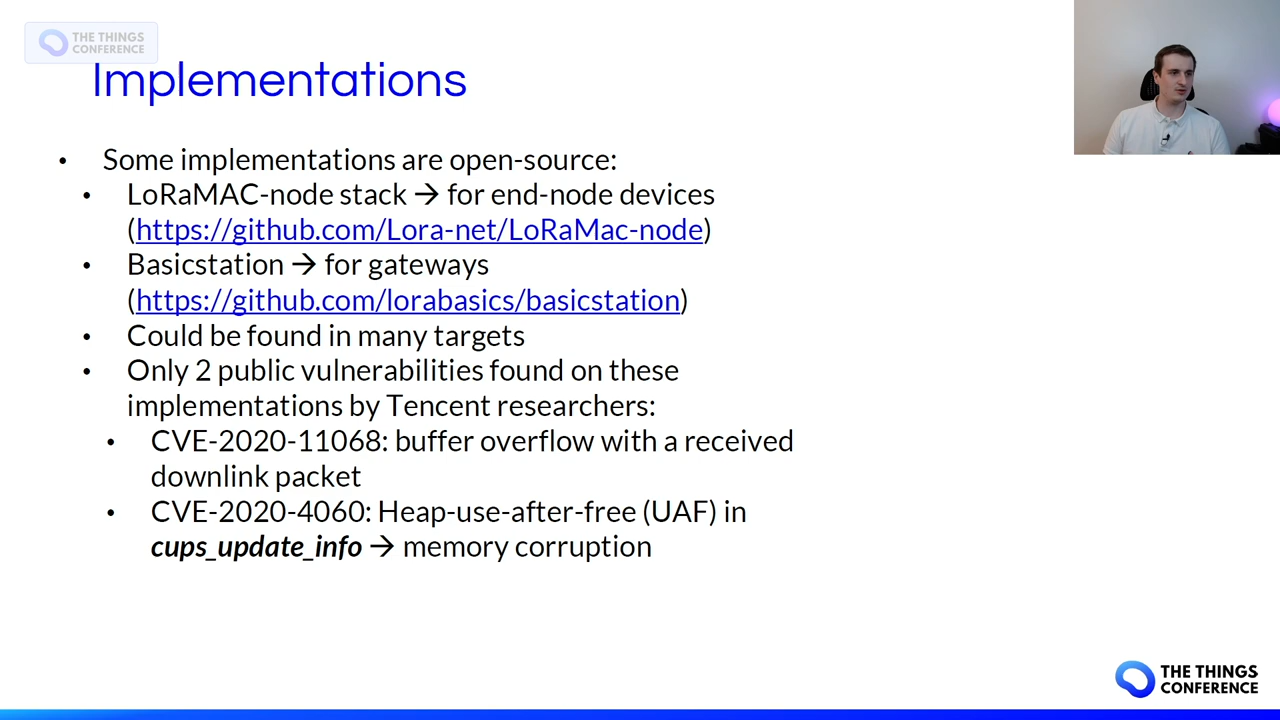 THE THINGS
CONFERENCE
Implementations
• Some implementations are open-source:
• LoRaMAC-node stack → for end-node devices
(https://github.com/Lora-net/LoRaMac-node)
• Basicstation → for gateways
(https://github.com/lorabasics/basicstation)
• Could be found in many targets
• Only 2 public vulnerabilities found on these
implementations by Tencent researchers:
• CVE-2020-11068: buffer overflow with a received
downlink packet
• CVE-2020-4060: Heap-use-after-free (UAF) in
cups_update_info → memory corruption
THE THINGS
CONFERENCE